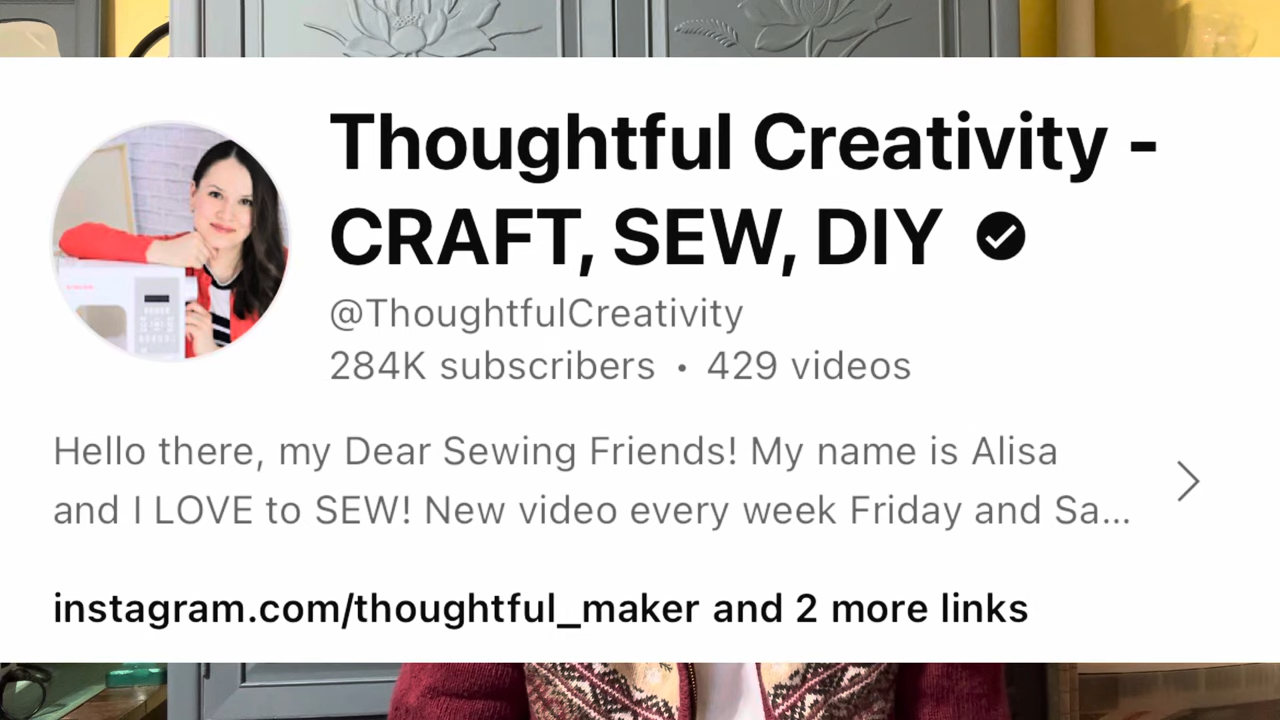 Thoughtful Creativity -
CRAFT, SEW, DIY
@ThoughtfulCreativity
284K subscribers • 429 videos
Hello there, my Dear Sewing Friends! My name is Alisa
and I LOVE to SEW! New video every week Friday and Sa...
instagram.com/thoughtful_maker and 2 more links
SINGER